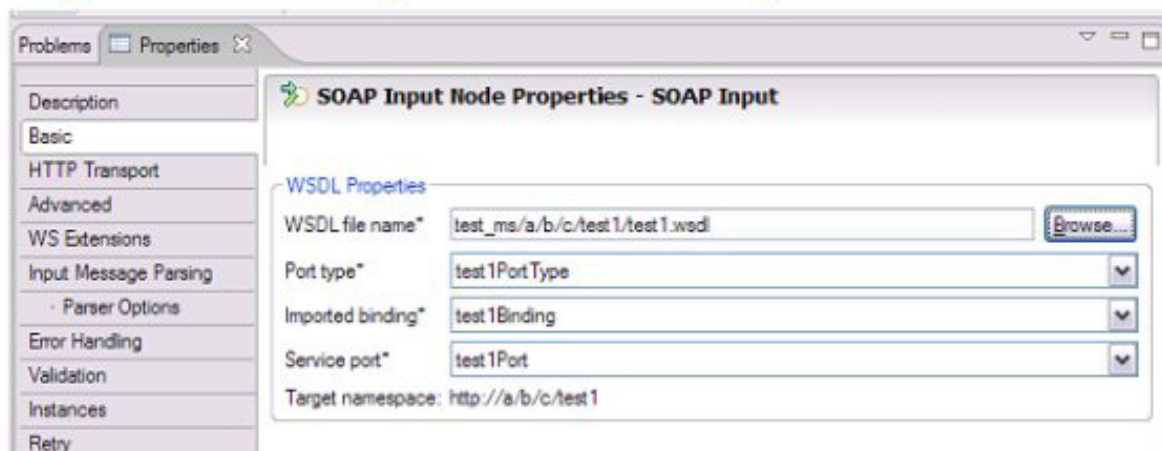 Problems Properties
Description
Basic
HTTP Transport
Advanced
WS Extensions
Input Message Parsing
- Parser Options
Error Handling
Validation
Instances
Retry
SOAP Input Node Properties - SOAP Input
WSDL Properties
WSDL file name* test_ms/a/b/c/test1/test1.wsdl Browse...
Port type* test1PortType
Imported binding* test1Binding
Service port* test1Port
Target namespace: http://a/b/c/test1